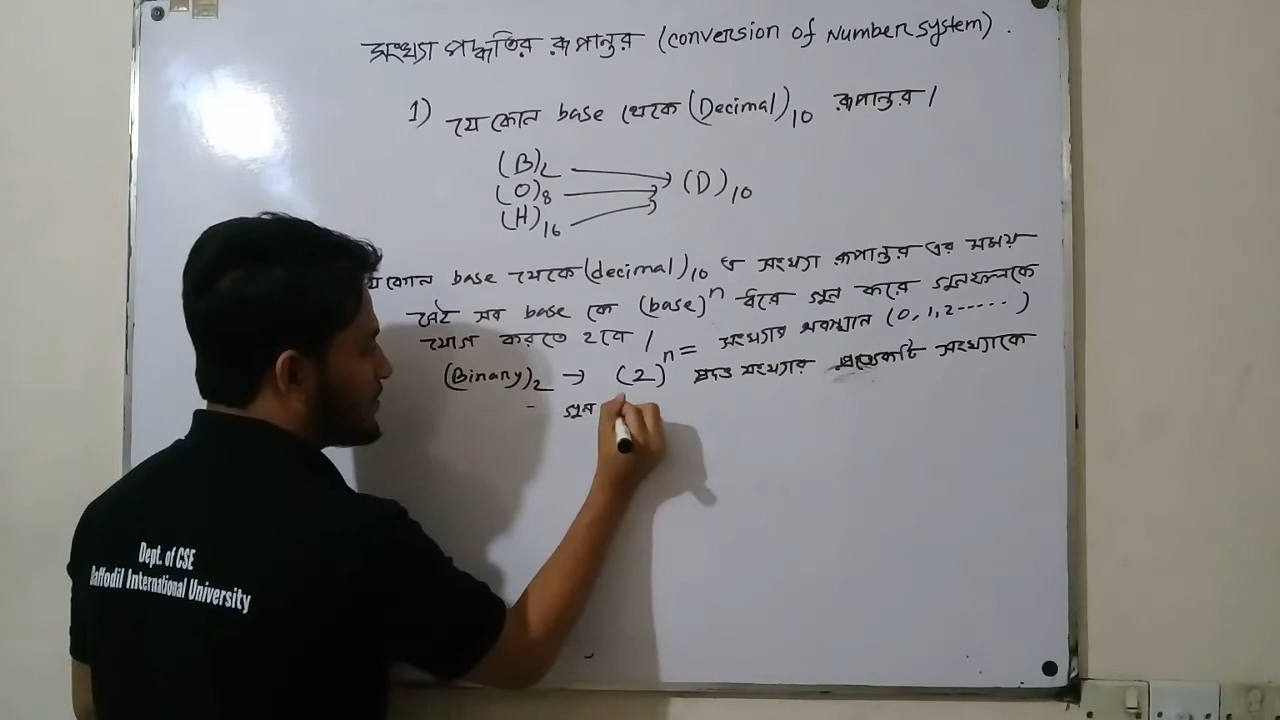 সংখ্যা পদ্ধতির রূপান্তর (conversion of Number system).
1) যে কোন base থেকে (Decimal)10 রূপান্তর।
(B)2
(O)8
(H)16
(D)10
যে কোন base থেকে (decimal)10 এ সংখ্যা রূপান্তর এর সময়
সেই সব base কে (base)^n ধরে গুন করে গুনফলকে
যোগ করতে হবে। n = সংখ্যার অবস্থান (0,1,2-----)
(Binary)2 → (2)^n প্রদত্ত সংখ্যার প্রত্যেকটি সংখ্যাকে
গুন
Dept. of CSE
Daffodil International University